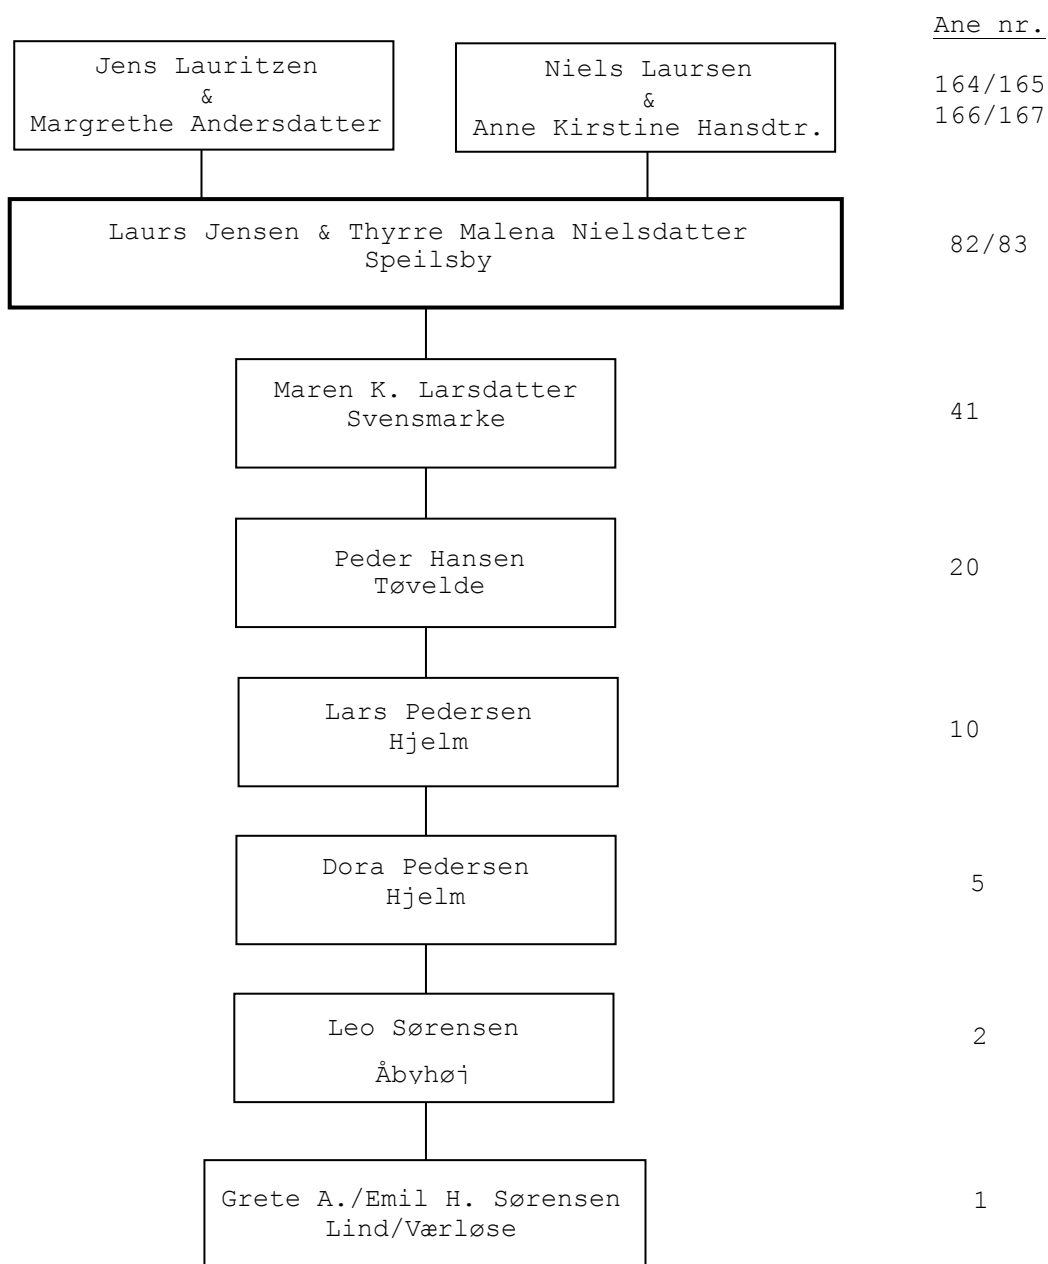 Ane nr.
Jens Lauritzen
&
Margrethe Andersdatter
Niels Laursen
&
Anne Kirstine Hansdtr.
164/165
166/167
Laurs Jensen & Thyrre Malena Nielsdatter
Speilsby
82/83
Maren K. Larsdatter
Svensmarke
41
Peder Hansen
Tøvelde
20
Lars Pedersen
Hjelm
10
Dora Pedersen
Hjelm
5
Leo Sørensen
Åbyhøj
2
Grete A./Emil H. Sørensen
Lind/Værløse
1